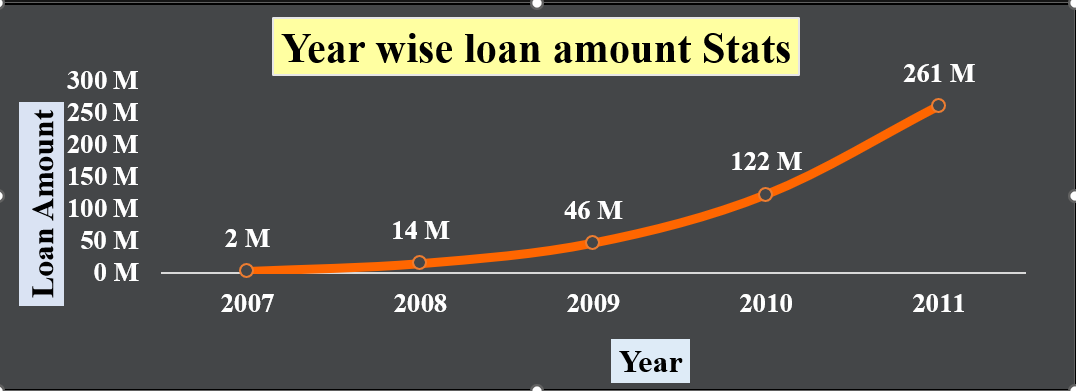 Year wise loan amount Stats
Loan Amount
300 M
250 M
200 M
150 M
100 M
50 M
0 M
2 M
14 M
46 M
122 M
261 M
2007
2008
2009
2010
2011
Year